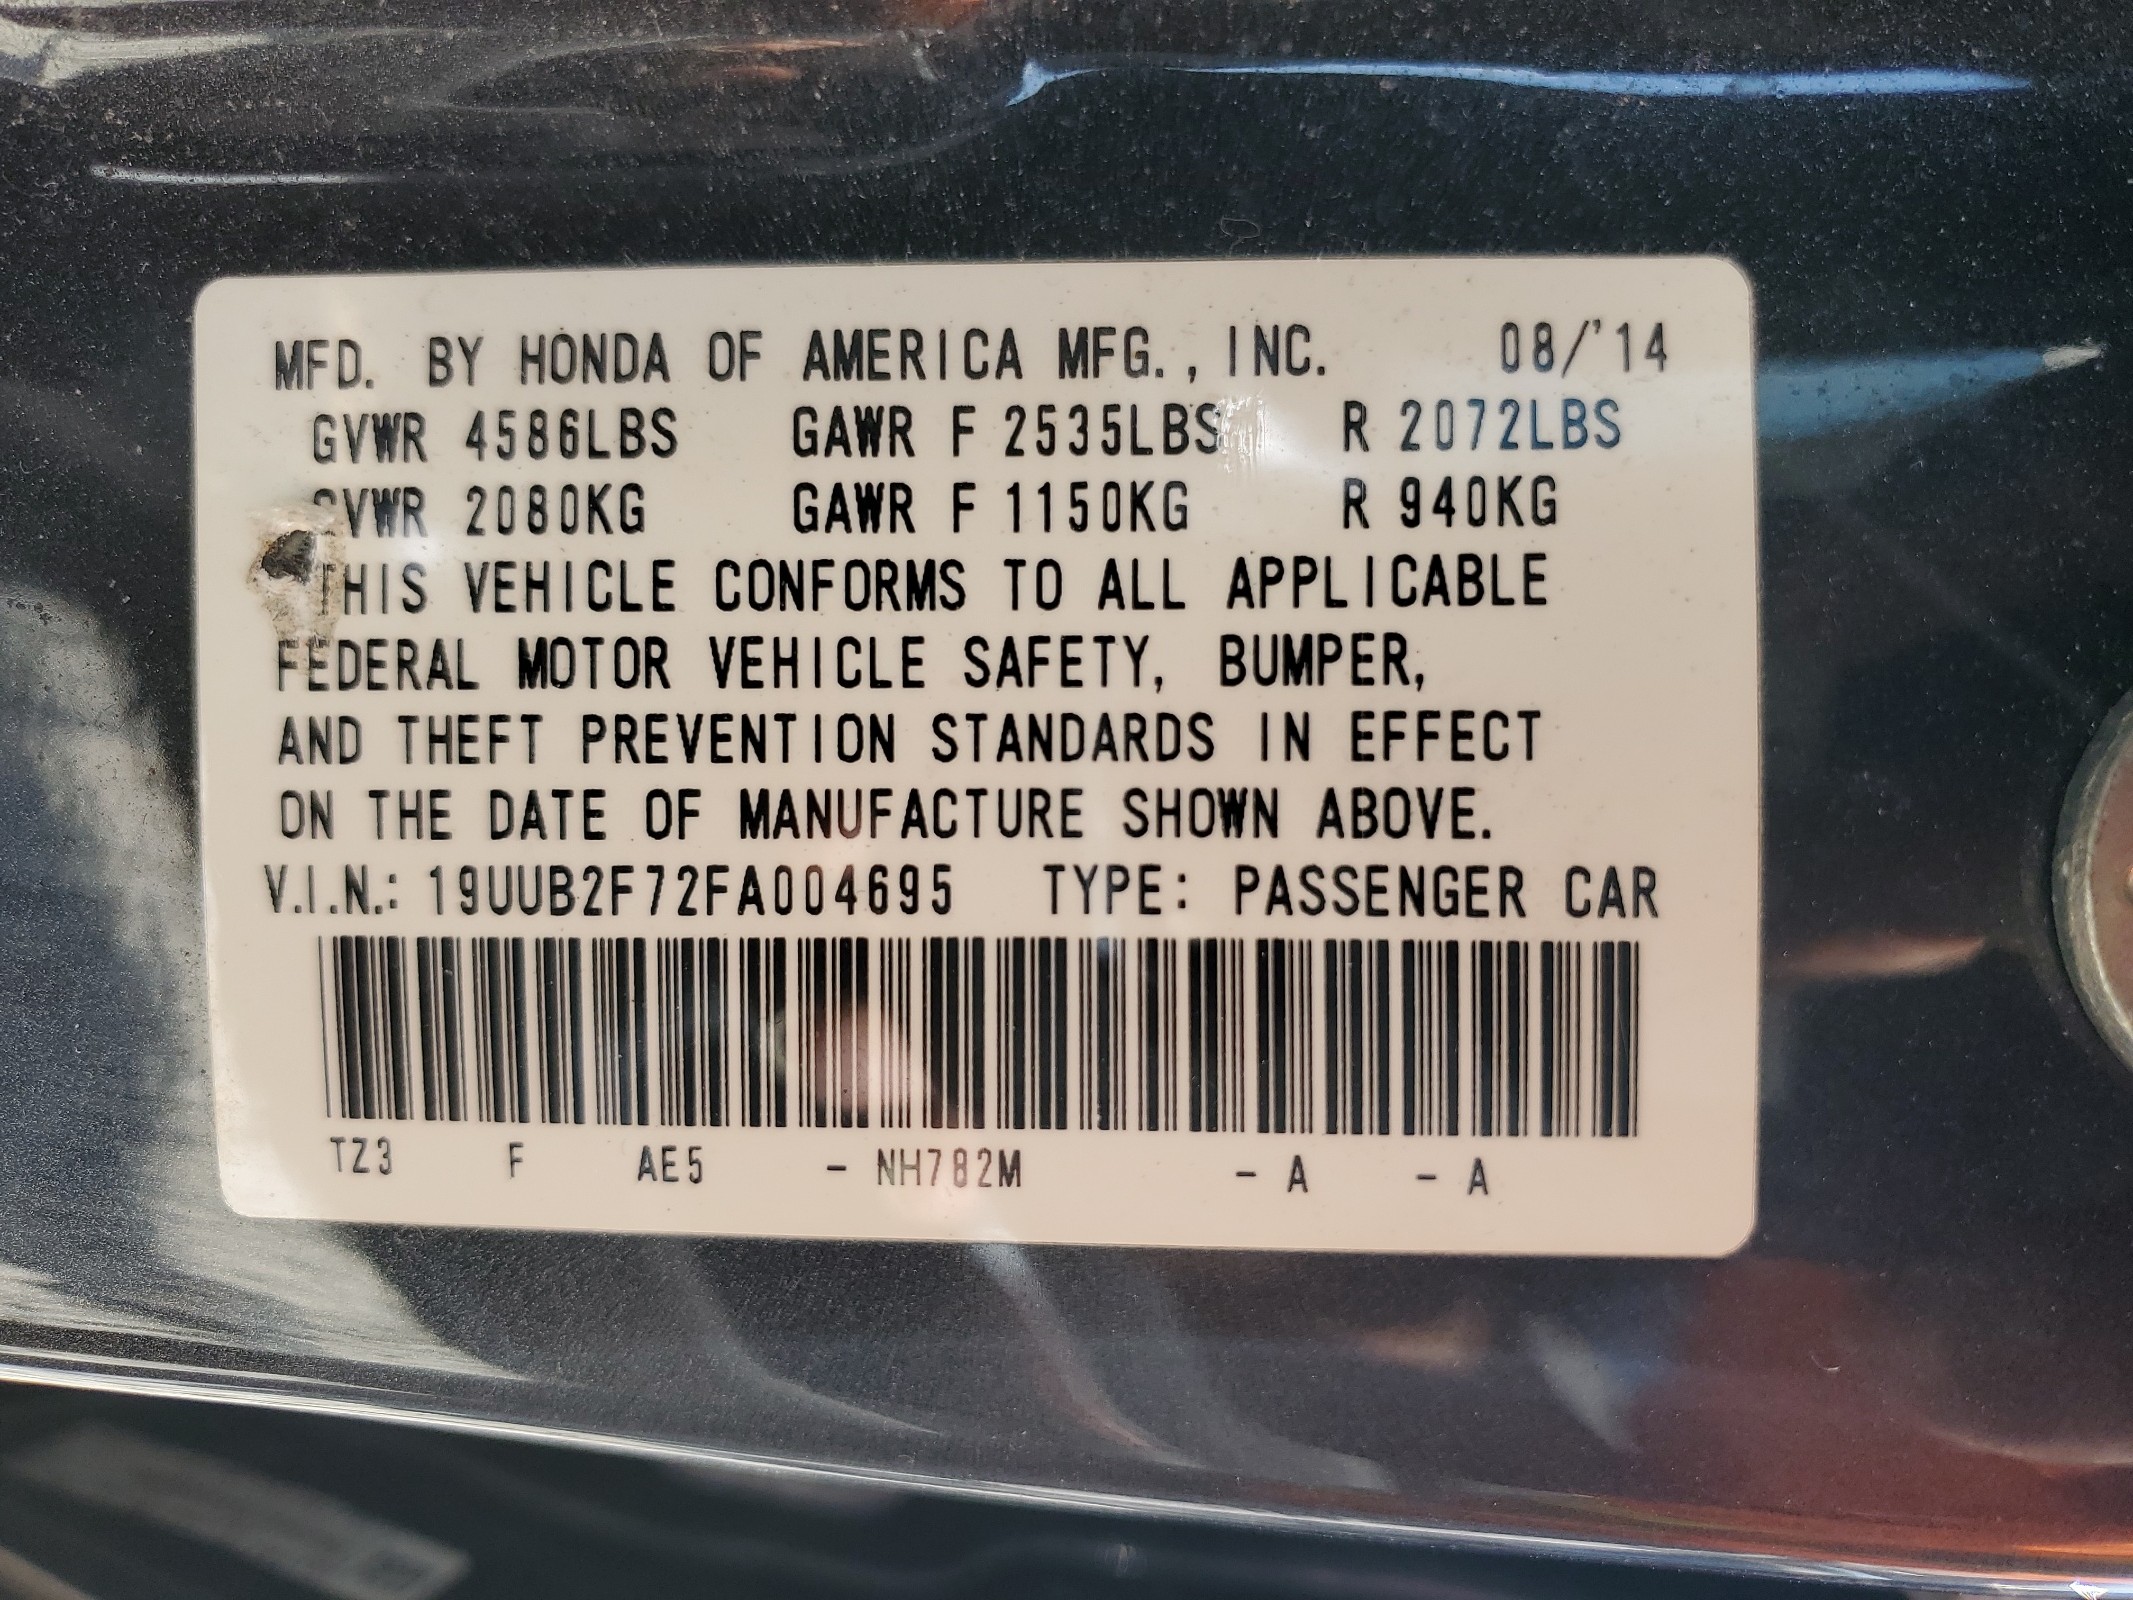 MFD. BY HONDA OF AMERICA MFG., INC. 08/'14
GVWR 4586LBS GAWR F 2535LBS R 2072LBS
GVWR 2080KG GAWR F 1150KG R 940KG
THIS VEHICLE CONFORMS TO ALL APPLICABLE
FEDERAL MOTOR VEHICLE SAFETY, BUMPER,
AND THEFT PREVENTION STANDARDS IN EFFECT
ON THE DATE OF MANUFACTURE SHOWN ABOVE.
V.I.N.: 19UUB2F72FA004695 TYPE: PASSENGER CAR
TZ3 F AE5 - NH782M - A - A